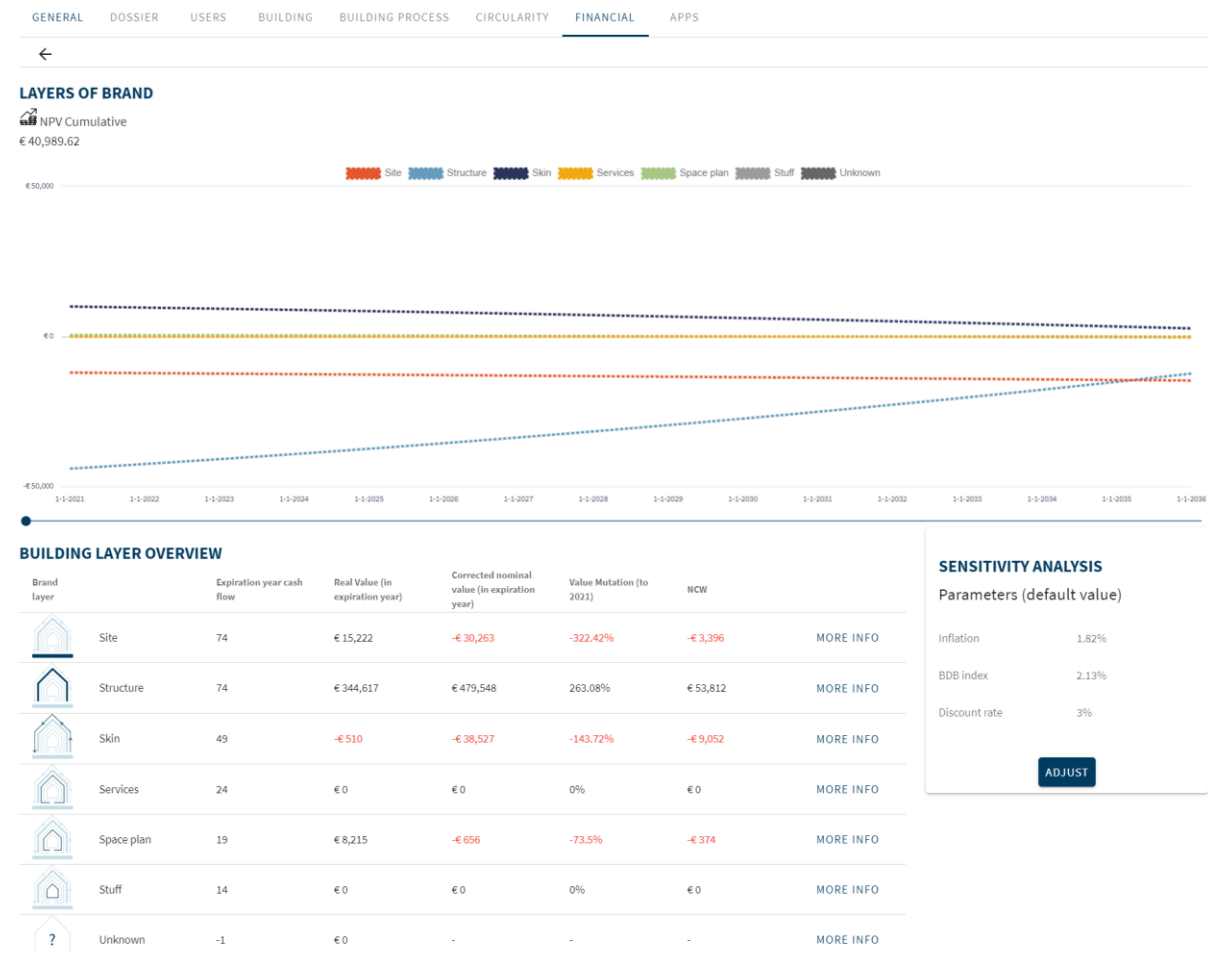 GENERAL DOSSIER USERS BUILDING BUILDING PROCESS CIRCULARITY FINANCIAL APPS
LAYERS OF BRAND
NPV Cumulative
€ 40,989.62
Site Structure Skin Services Space plan Stuff Unknown
€ 50,000
€ 0
-€ 50,000
1-1-2021 1-1-2022 1-1-2023 1-1-2024 1-1-2025 1-1-2026 1-1-2027 1-1-2028 1-1-2029 1-1-2030 1-1-2031 1-1-2032 1-1-2033 1-1-2034 1-1-2035 1-1-2036
BUILDING LAYER OVERVIEW
Brand layer Expiration year cash flow Real Value (in expiration year) Corrected nominal value (in expiration year) Value Mutation (to 2021) NCW
Site 74 € 15,222 -€ 30,263 -322.42% -€ 3,396 MORE INFO
Structure 74 € 344,617 € 479,548 263.08% € 53,812 MORE INFO
Skin 49 -€ 510 -€ 38,527 -143.72% -€ 9,052 MORE INFO
Services 24 € 0 € 0 0% € 0 MORE INFO
Space plan 19 € 8,215 -€ 656 -73.5% -€ 374 MORE INFO
Stuff 14 € 0 € 0 0% € 0 MORE INFO
? Unknown -1 € 0 - - - MORE INFO
SENSITIVITY ANALYSIS
Parameters (default value)
Inflation 1.82%
BDB index 2.13%
Discount rate 3%
ADJUST